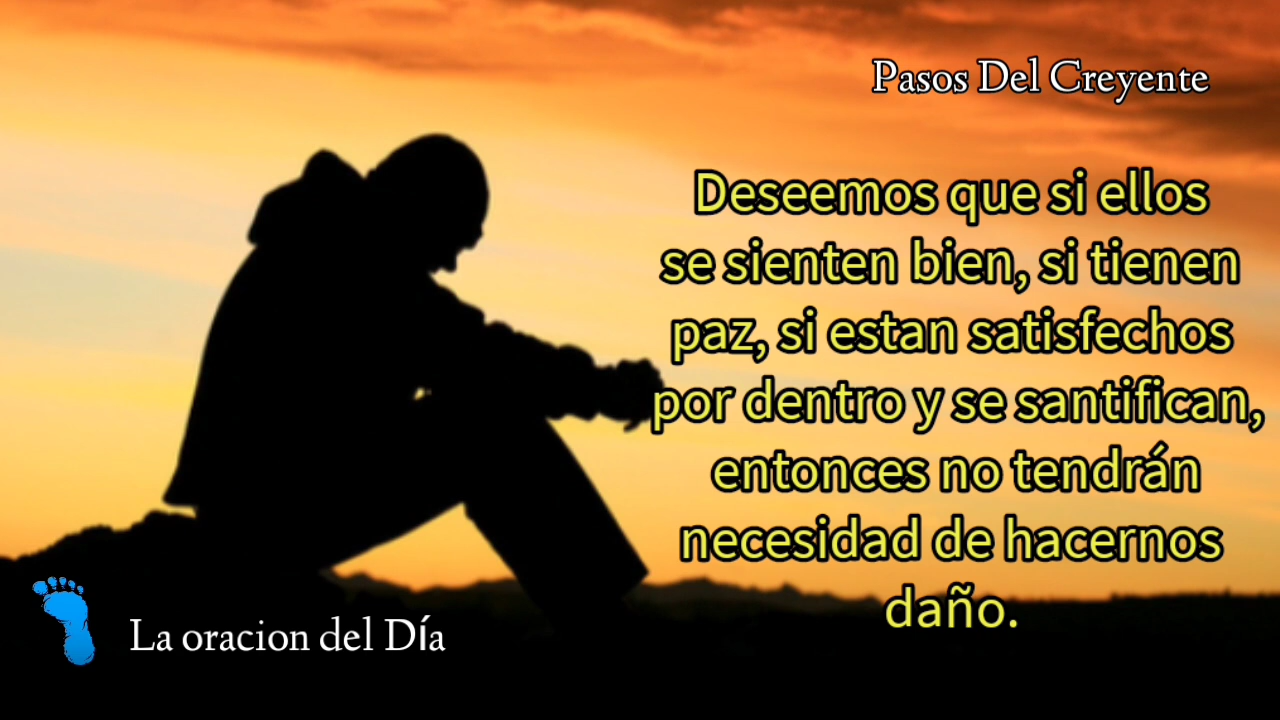 Pasos Del Creyente
Deseemos que si ellos
se sienten bien, si tienen
paz, si estan satisfechos
por dentro y se santifican,
entonces no tendrán
necesidad de hacernos
daño.
La oracion del Día